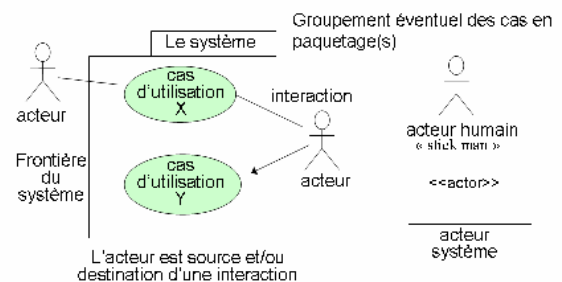 Groupement éventuel des cas en
paquetage(s)
Le système
acteur
cas
d'utilisation
X
interaction
acteur
Frontière
du
système
cas
d'utilisation
Y
acteur humain
« stick man »
<<actor>>
acteur
système
L'acteur est source et/ou
destination d'une interaction